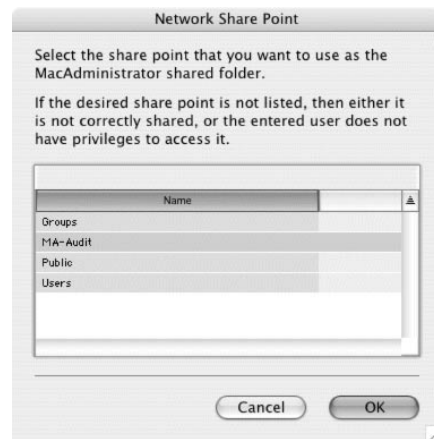 Network Share Point
Select the share point that you want to use as the
MacAdministrator shared folder.
If the desired share point is not listed, then either it
is not correctly shared, or the entered user does not
have privileges to access it.
Name
Groups
MA-Audit
Public
Users
Cancel
OK